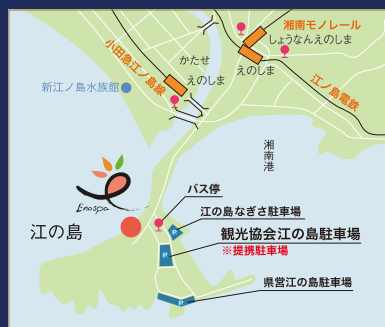 湘南モノレール
しょうなんえのしま
小田急江ノ島線
かたせ
えのしま
えのしま
新江ノ島水族館
江ノ島電鉄
湘南港
Enospa
バス停
江の島なぎさ駐車場
江の島
観光協会江の島駐車場
※提携駐車場
県営江の島駐車場
P
P
P